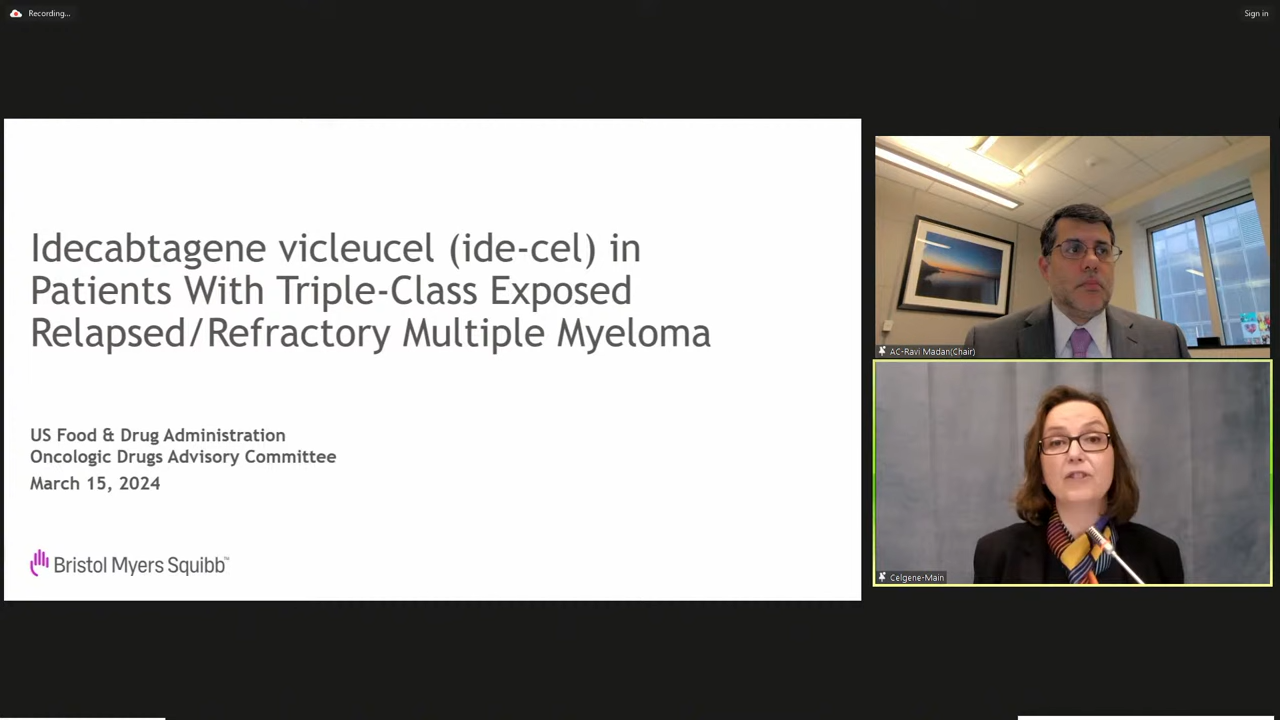 Recording...
Sign in
Idecabtagene vicleucel (ide-cel) in
Patients With Triple-Class Exposed
Relapsed/Refractory Multiple Myeloma
US Food & Drug Administration
Oncologic Drugs Advisory Committee
March 15, 2024
Bristol Myers Squibb™
AC-Ravi Madan(Chair)
Celgene-Main